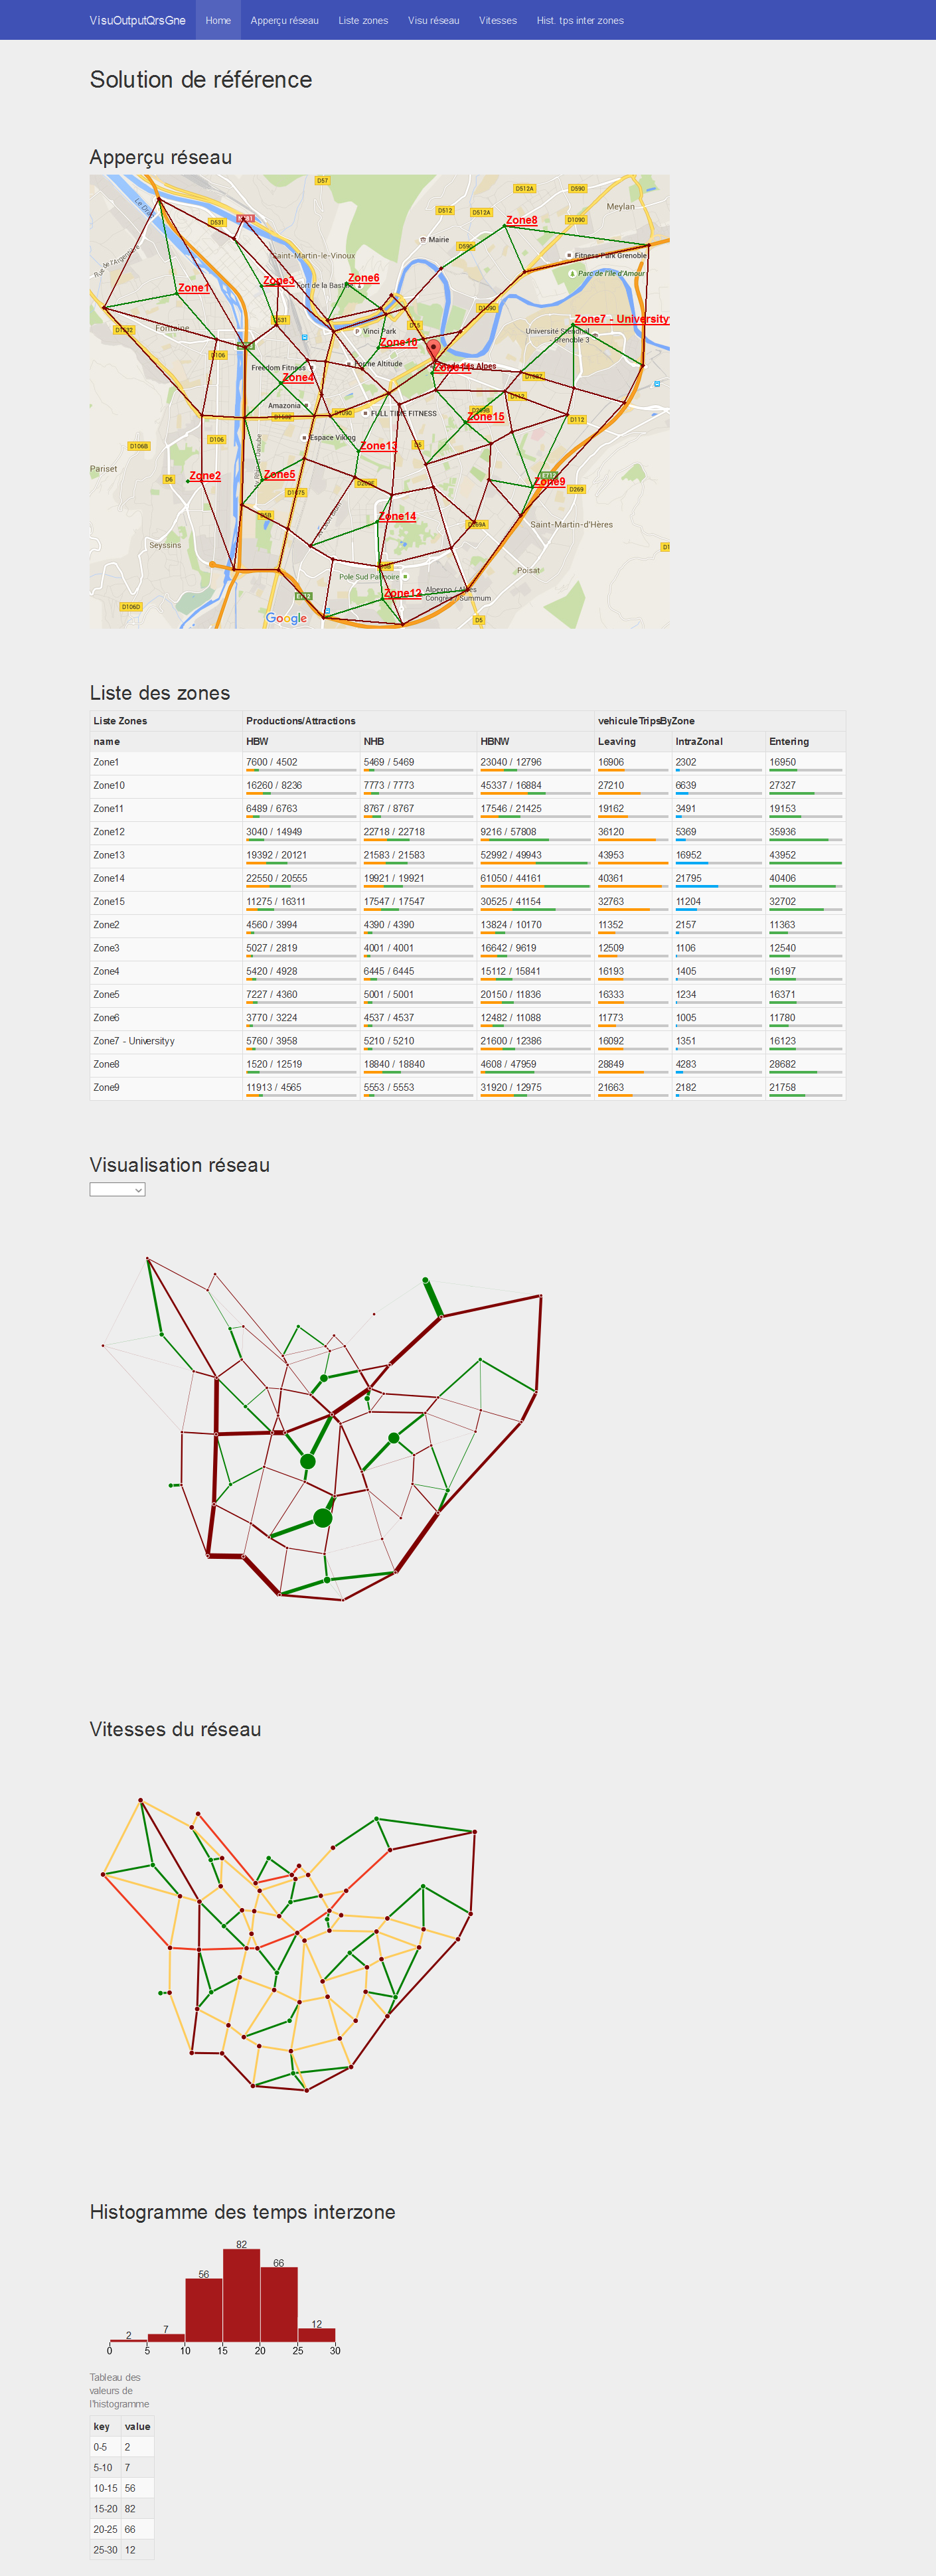 VisuOutputQrsGne Home Apperçu réseau Liste zones Visu réseau Vitesses Hist. tps inter zones
Solution de référence
Apperçu réseau
D57
D512A
D590
Meylan
D512
D512A
D1090
D531
Zone8
Mairie
D590
Saint-Martin-le-Vinoux
Fitness Park Grenoble
Parc de l'île d'Amour
Zone3
Fort de la Bastille
Zone6
Zone1
D1090
Fontaine
D1532
D531
Vinci Park
D15
Zone7 - University
Université Stendhal
- Grenoble 3
D106
Zone10
Freedom Fitness
Forme Altitude
Zone4
D112
Amazonia
D1090
FULL TIME FITNESS
Zone15
D112
D106
D106B
Espace Viking
Zone13
D5
Pariset
D6
Zone2
Zone5
D1075
Zone9
D269
Zone14
Saint-Martin-d'Hères
Seyssins
Pole Sud Patinoire
Poisat
D106D
Zone12
Alpexpo / Alpes
Congrès / Summum
Google
D5
Liste des zones
Liste Zones Productions/Attractions vehiculeTripsByZone
name HBW NHB HBNW Leaving IntraZonal Entering
Zone1 7600 / 4502 5469 / 5469 23040 / 12796 16906 2302 16950
Zone10 16260 / 8236 7773 / 7773 45337 / 16884 27210 6639 27327
Zone11 6489 / 6763 8767 / 8767 17546 / 21425 19162 3491 19153
Zone12 3040 / 14949 22718 / 22718 9216 / 57808 36120 5369 35936
Zone13 19392 / 20121 21583 / 21583 52992 / 49943 43953 16952 43952
Zone14 22550 / 20555 19921 / 19921 61050 / 44161 40361 21795 40406
Zone15 11275 / 16311 17547 / 17547 30525 / 41154 32763 11204 32702
Zone2 4560 / 3994 4390 / 4390 13824 / 10170 11352 2157 11363
Zone3 5027 / 2819 4001 / 4001 16642 / 9619 12509 1106 12540
Zone4 5420 / 4928 6445 / 6445 15112 / 15841 16193 1405 16197
Zone5 7227 / 4360 5001 / 5001 20150 / 11836 16333 1234 16371
Zone6 3770 / 3224 4537 / 4537 12482 / 11088 11773 1005 11780
Zone7 - Universityy 5760 / 3958 5210 / 5210 21600 / 12386 16092 1351 16123
Zone8 1520 / 12519 18840 / 18840 4608 / 47959 28849 4283 28682
Zone9 11913 / 4565 5553 / 5553 31920 / 12975 21663 2182 21758
Visualisation réseau
Vitesses du réseau
Histogramme des temps interzone
82
66
56
12
7
2
0 5 10 15 20 25 30
Tableau des
valeurs de
l'histogramme
key value
0-5 2
5-10 7
10-15 56
15-20 82
20-25 66
25-30 12